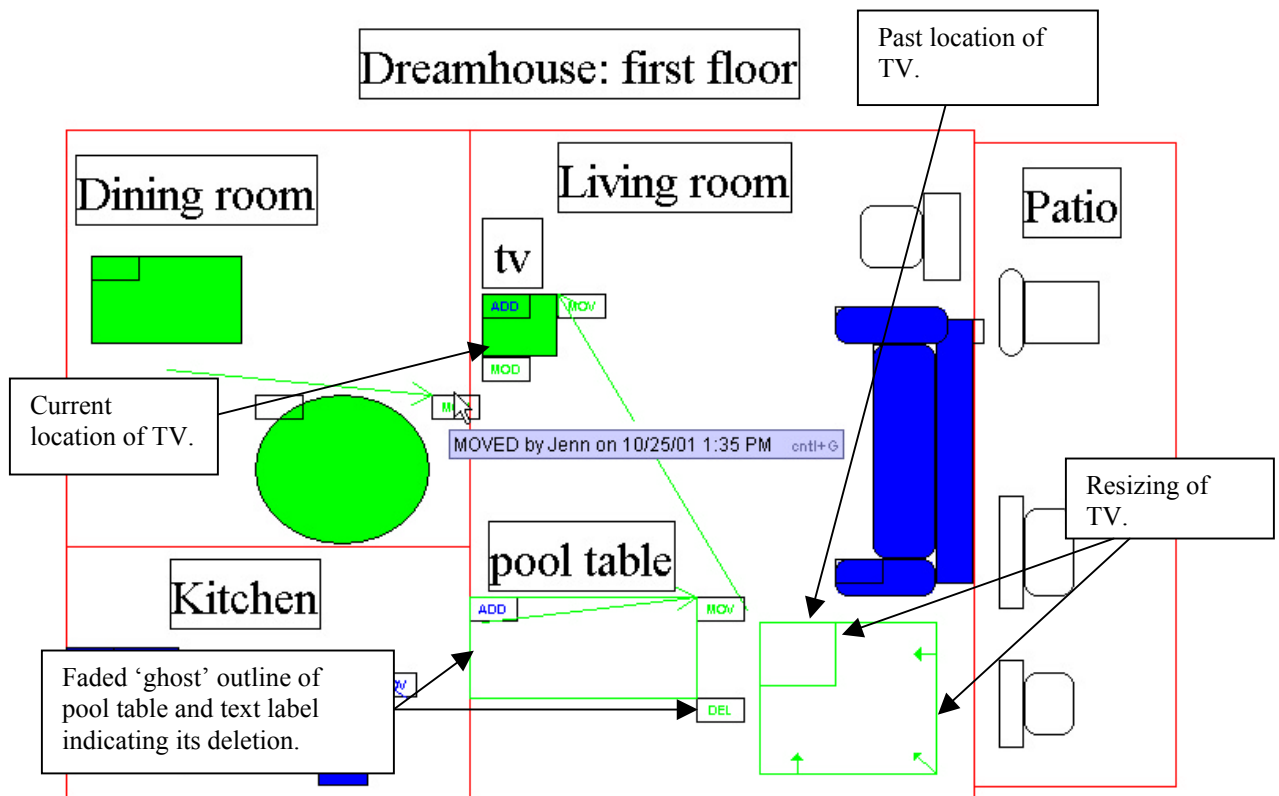 Dreamhouse: first floor
Past location of
TV.
Dining room
Living room
Patio
tv
ADD
MOV
MOD
Current
location of TV.
MOVED by Jenn on 10/25/01 1:35 PM cntl+G
Resizing of
TV.
pool table
Kitchen
ADD
MOV
Faded ‘ghost’ outline of
pool table and text label
indicating its deletion.
DEL